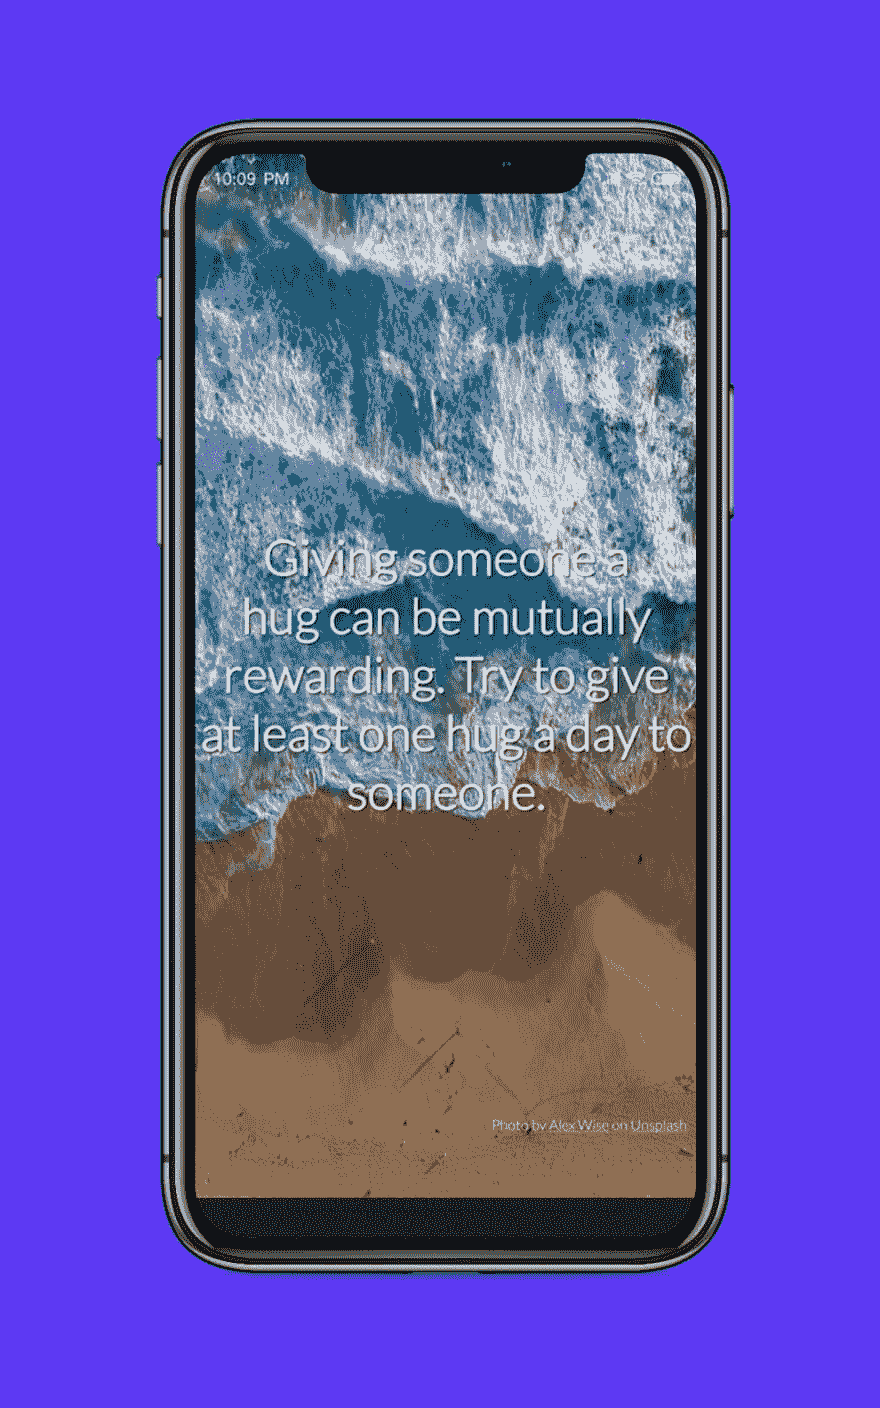 10:09 PM
Giving someone a
hug can be mutually
rewarding. Try to give
at least one hug a day to
someone.
Photo by Alex Wise on Unsplash